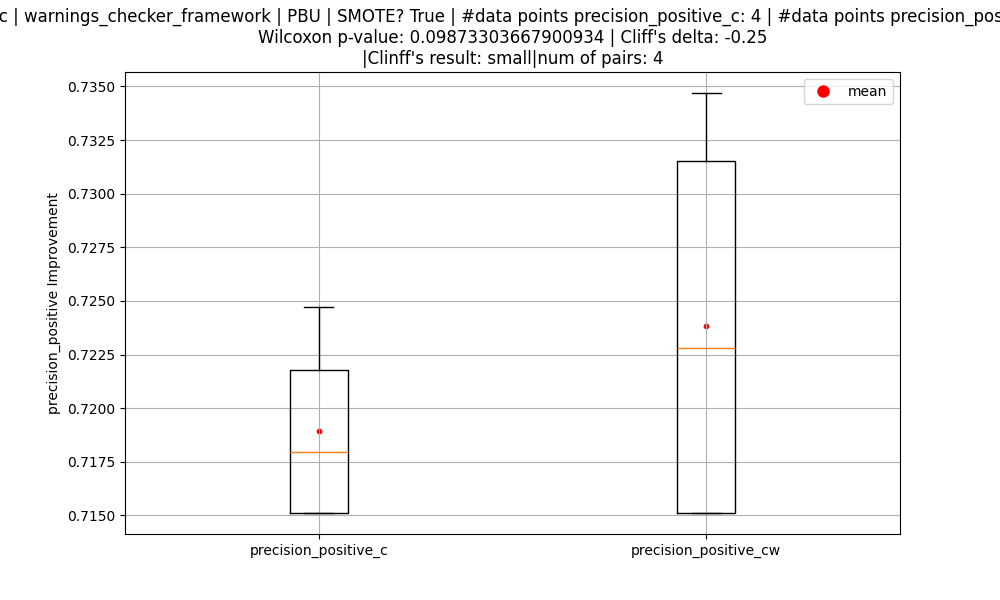 c | warnings_checker_framework | PBU | SMOTE? True | #data points precision_positive_c: 4 | #data points precision_pos
Wilcoxon p-value: 0.09873303667900934 | Cliff's delta: -0.25
|Clinff's result: small|num of pairs: 4
mean
0.7350
0.7325
0.7300
0.7275
0.7250
0.7225
0.7200
0.7175
0.7150
precision_positive Improvement
precision_positive_c
precision_positive_cw